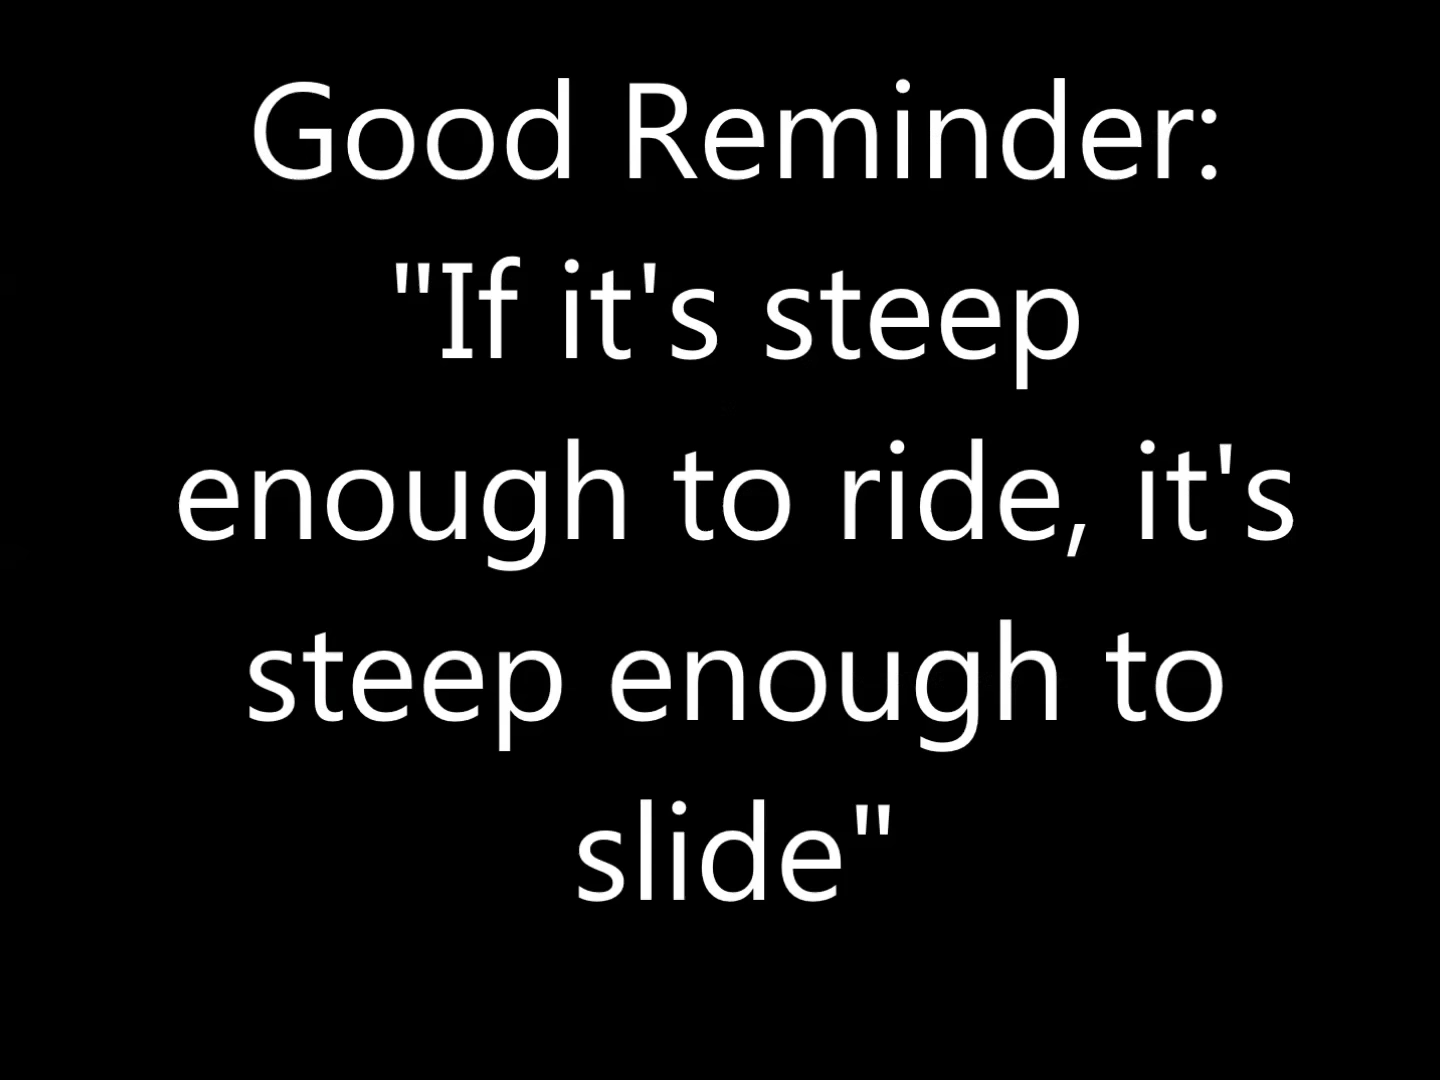 Good Reminder:
"If it's steep
enough to ride, it's
steep enough to
slide"